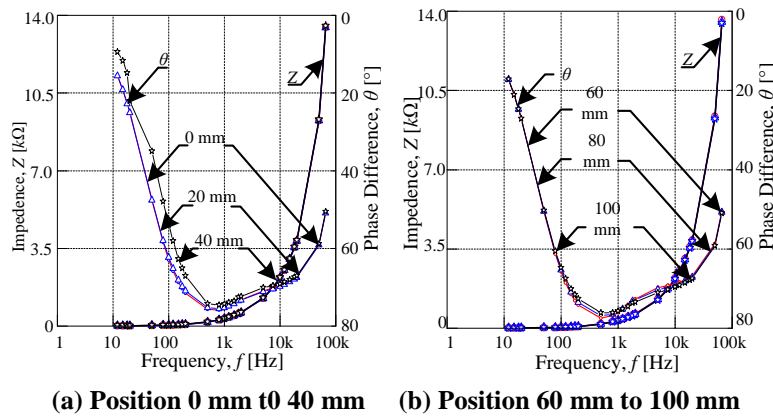 14.0
10.5
7.0
3.5
0
Impedence, Z [kΩ]
0
20
40
60
80
Phase Difference, θ [°]
θ
Z
0 mm
20 mm
40 mm
1 10 100 1k 10k 100k
Frequency, f [Hz]
(a) Position 0 mm t0 40 mm
14.0
10.5
7.0
3.5
0
Impedence, Z [kΩ]
0
20
40
60
80
Phase Difference, θ [°]
θ
Z
60
mm
80
mm
100
mm
1 10 100 1k 10k 100k
Frequency, f [Hz]
(b) Position 60 mm to 100 mm